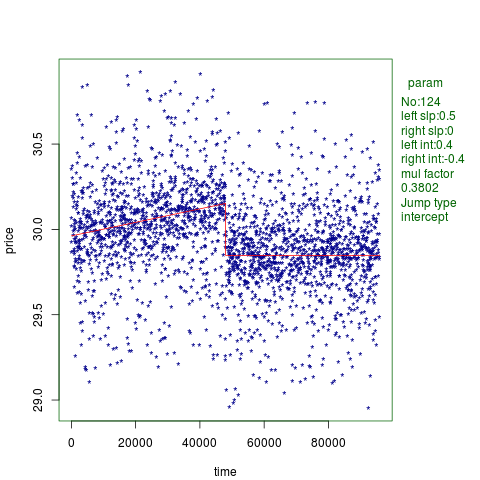 param
No:124
left slp:0.5
right slp:0
left int:0.4
right int:-0.4
mul factor
0.3802
Jump type
intercept
price
30.5
30.0
29.5
29.0
0 20000 40000 60000 80000
time